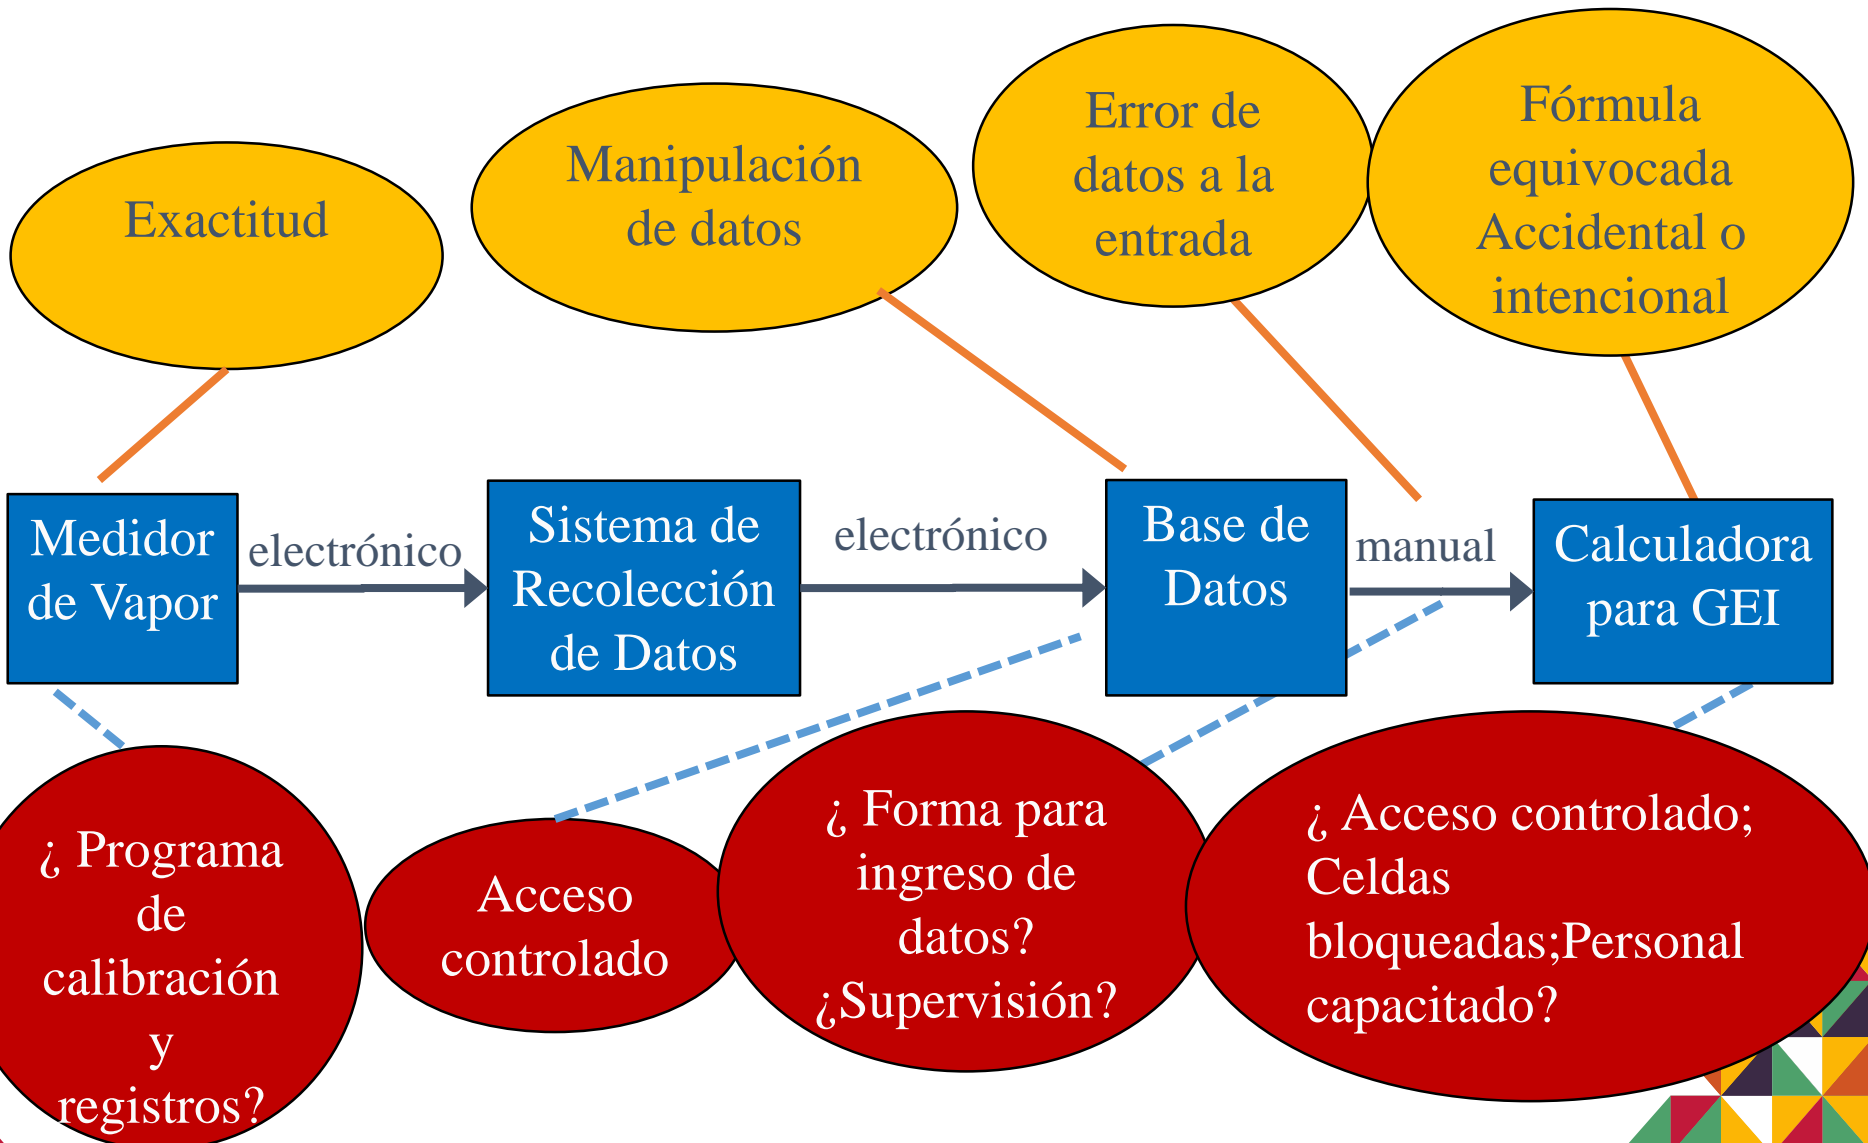 Exactitud
Manipulación
de datos
Error de
datos a la
entrada
Fórmula
equivocada
Accidental o
intencional
Medidor
de Vapor
electrónico
Sistema de
Recolección
de Datos
electrónico
Base de
Datos
manual
Calculadora
para GEI
¿ Programa
de
calibración
y
registros?
Acceso
controlado
¿ Forma para
ingreso de
datos?
¿Supervisión?
¿ Acceso controlado;
Celdas
bloqueadas;Personal
capacitado?